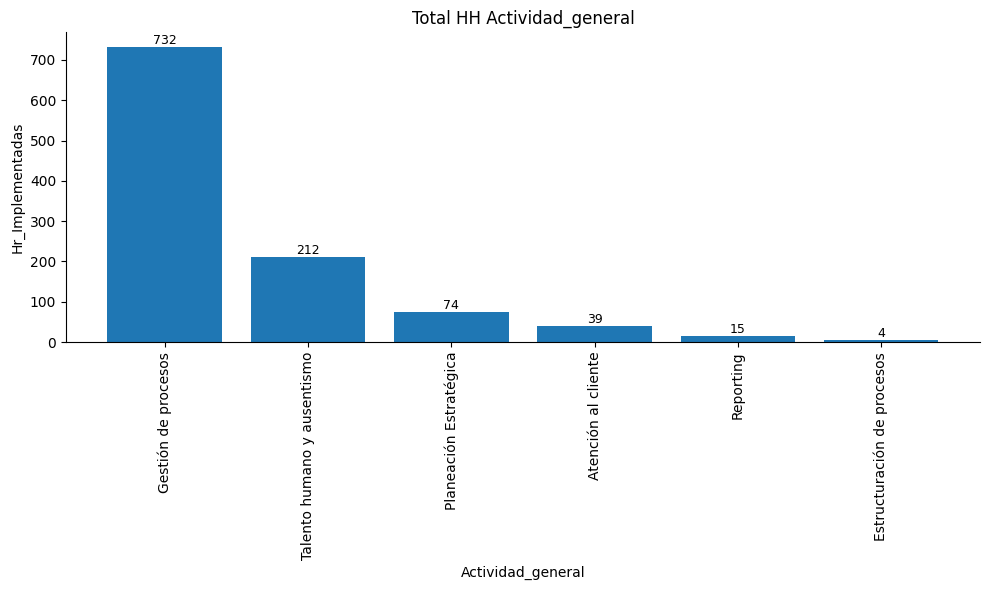 Total HH Actividad_general
Hr_Implementadas
700
600
500
400
300
200
100
0
732
212
74
39
15
4
Gestión de procesos
Talento humano y ausentismo
Planeación Estratégica
Atención al cliente
Reporting
Estructuración de procesos
Actividad_general